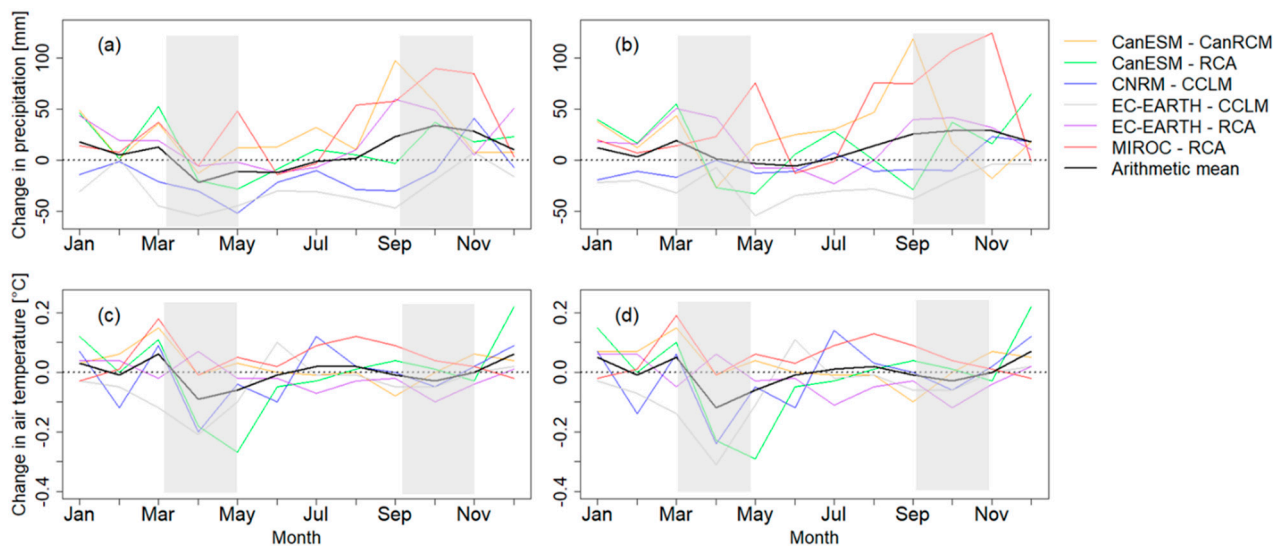 Change in precipitation [mm]
100
50
0
-50
(a)
Jan Mar May Jul Sep Nov
100
50
0
-50
(b)
Jan Mar May Jul Sep Nov
CanESM - CanRCM
CanESM - RCA
CNRM - CCLM
EC-EARTH - CCLM
EC-EARTH - RCA
MIROC - RCA
Arithmetic mean
Change in air temperature [°C]
0.2
0.0
-0.2
-0.4
(c)
Jan Mar May Jul Sep Nov
Month
0.2
0.0
-0.2
-0.4
(d)
Jan Mar May Jul Sep Nov
Month